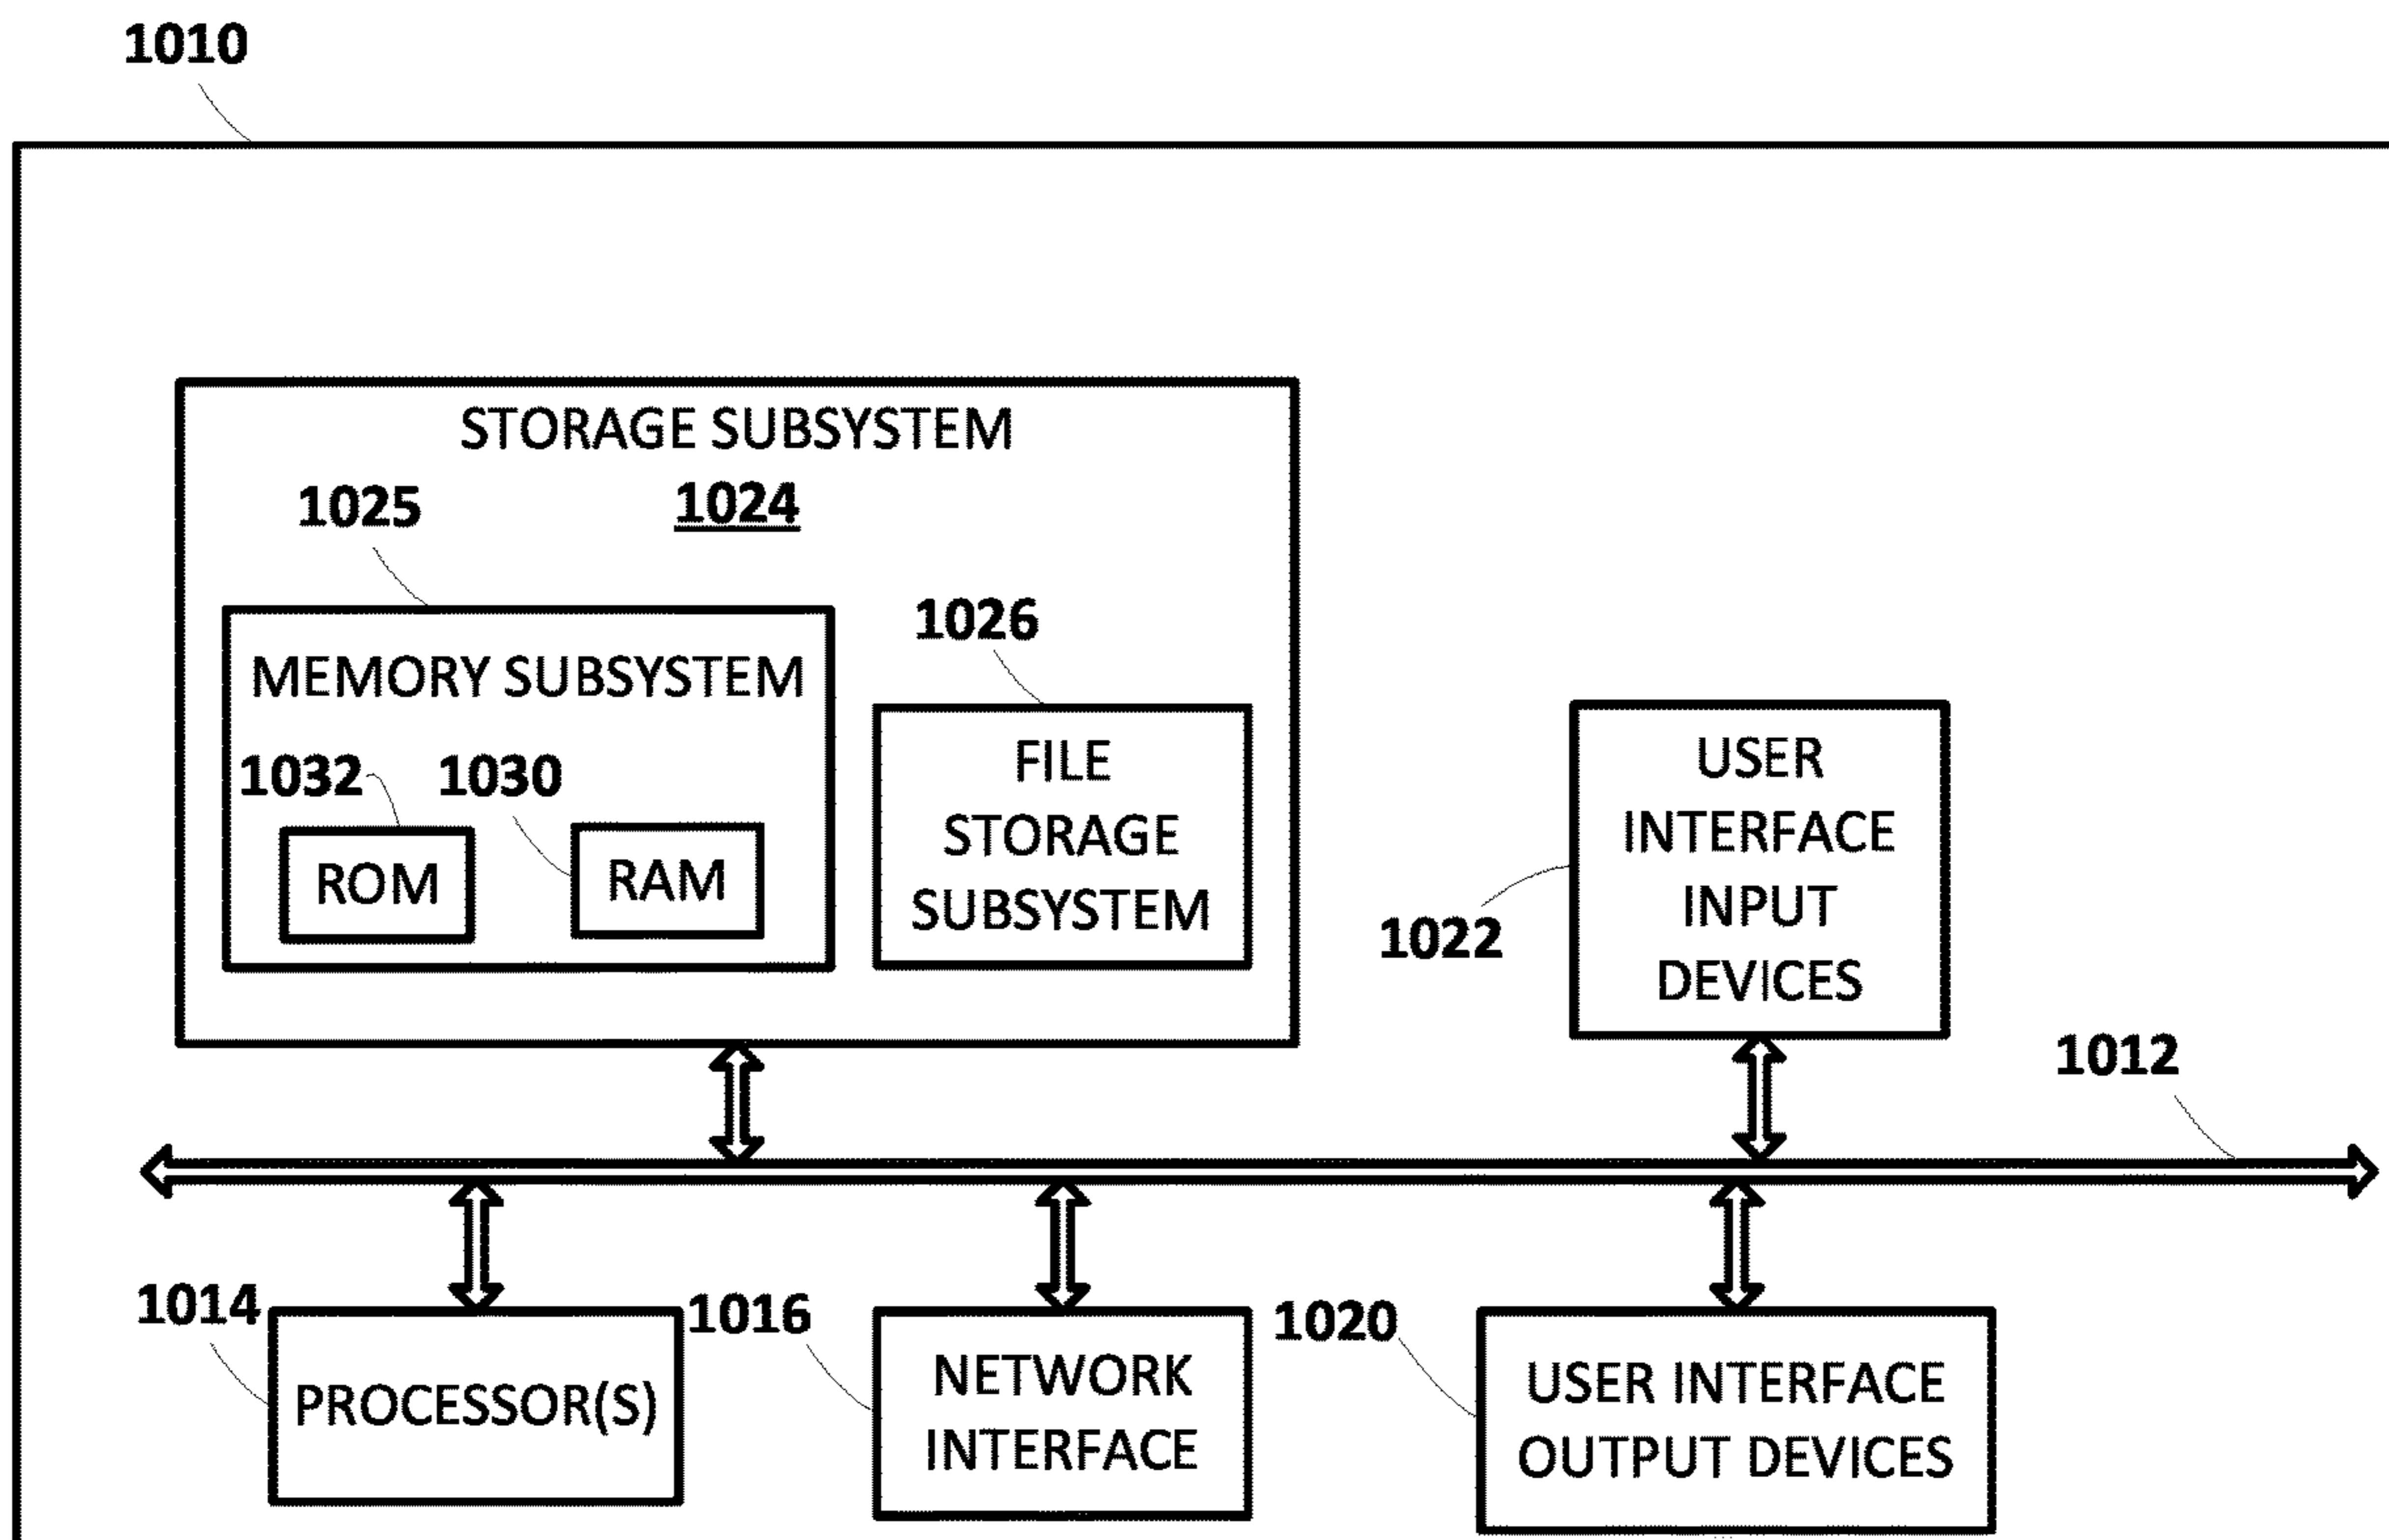 1010
STORAGE SUBSYSTEM
1024
1025
MEMORY SUBSYSTEM
1032
1030
ROM
RAM
1026
FILE
STORAGE
SUBSYSTEM
USER
INTERFACE
INPUT
DEVICES
1022
1012
1014
PROCESSOR(S)
1016
NETWORK
INTERFACE
1020
USER INTERFACE
OUTPUT DEVICES